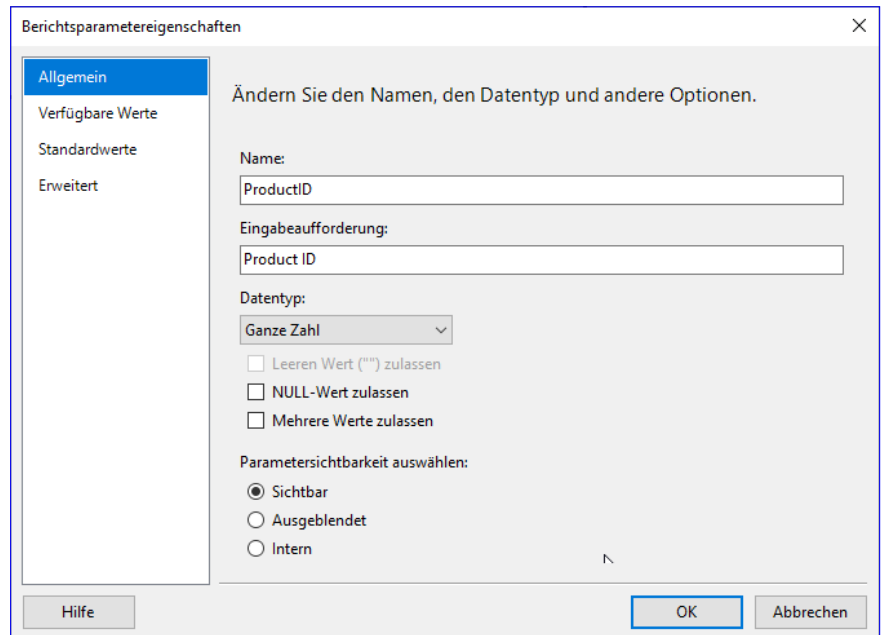 Berichtsparametereigenschaften
Allgemein
Verfügbare Werte
Standardwerte
Erweitert
Ändern Sie den Namen, den Datentyp und andere Optionen.
Name:
ProductID
Eingabeaufforderung:
Product ID
Datentyp:
Ganze Zahl
Leeren Wert ("") zulassen
NULL-Wert zulassen
Mehrere Werte zulassen
Parametersichtbarkeit auswählen:
Sichtbar
Ausgeblendet
Intern
Hilfe
OK
Abbrechen